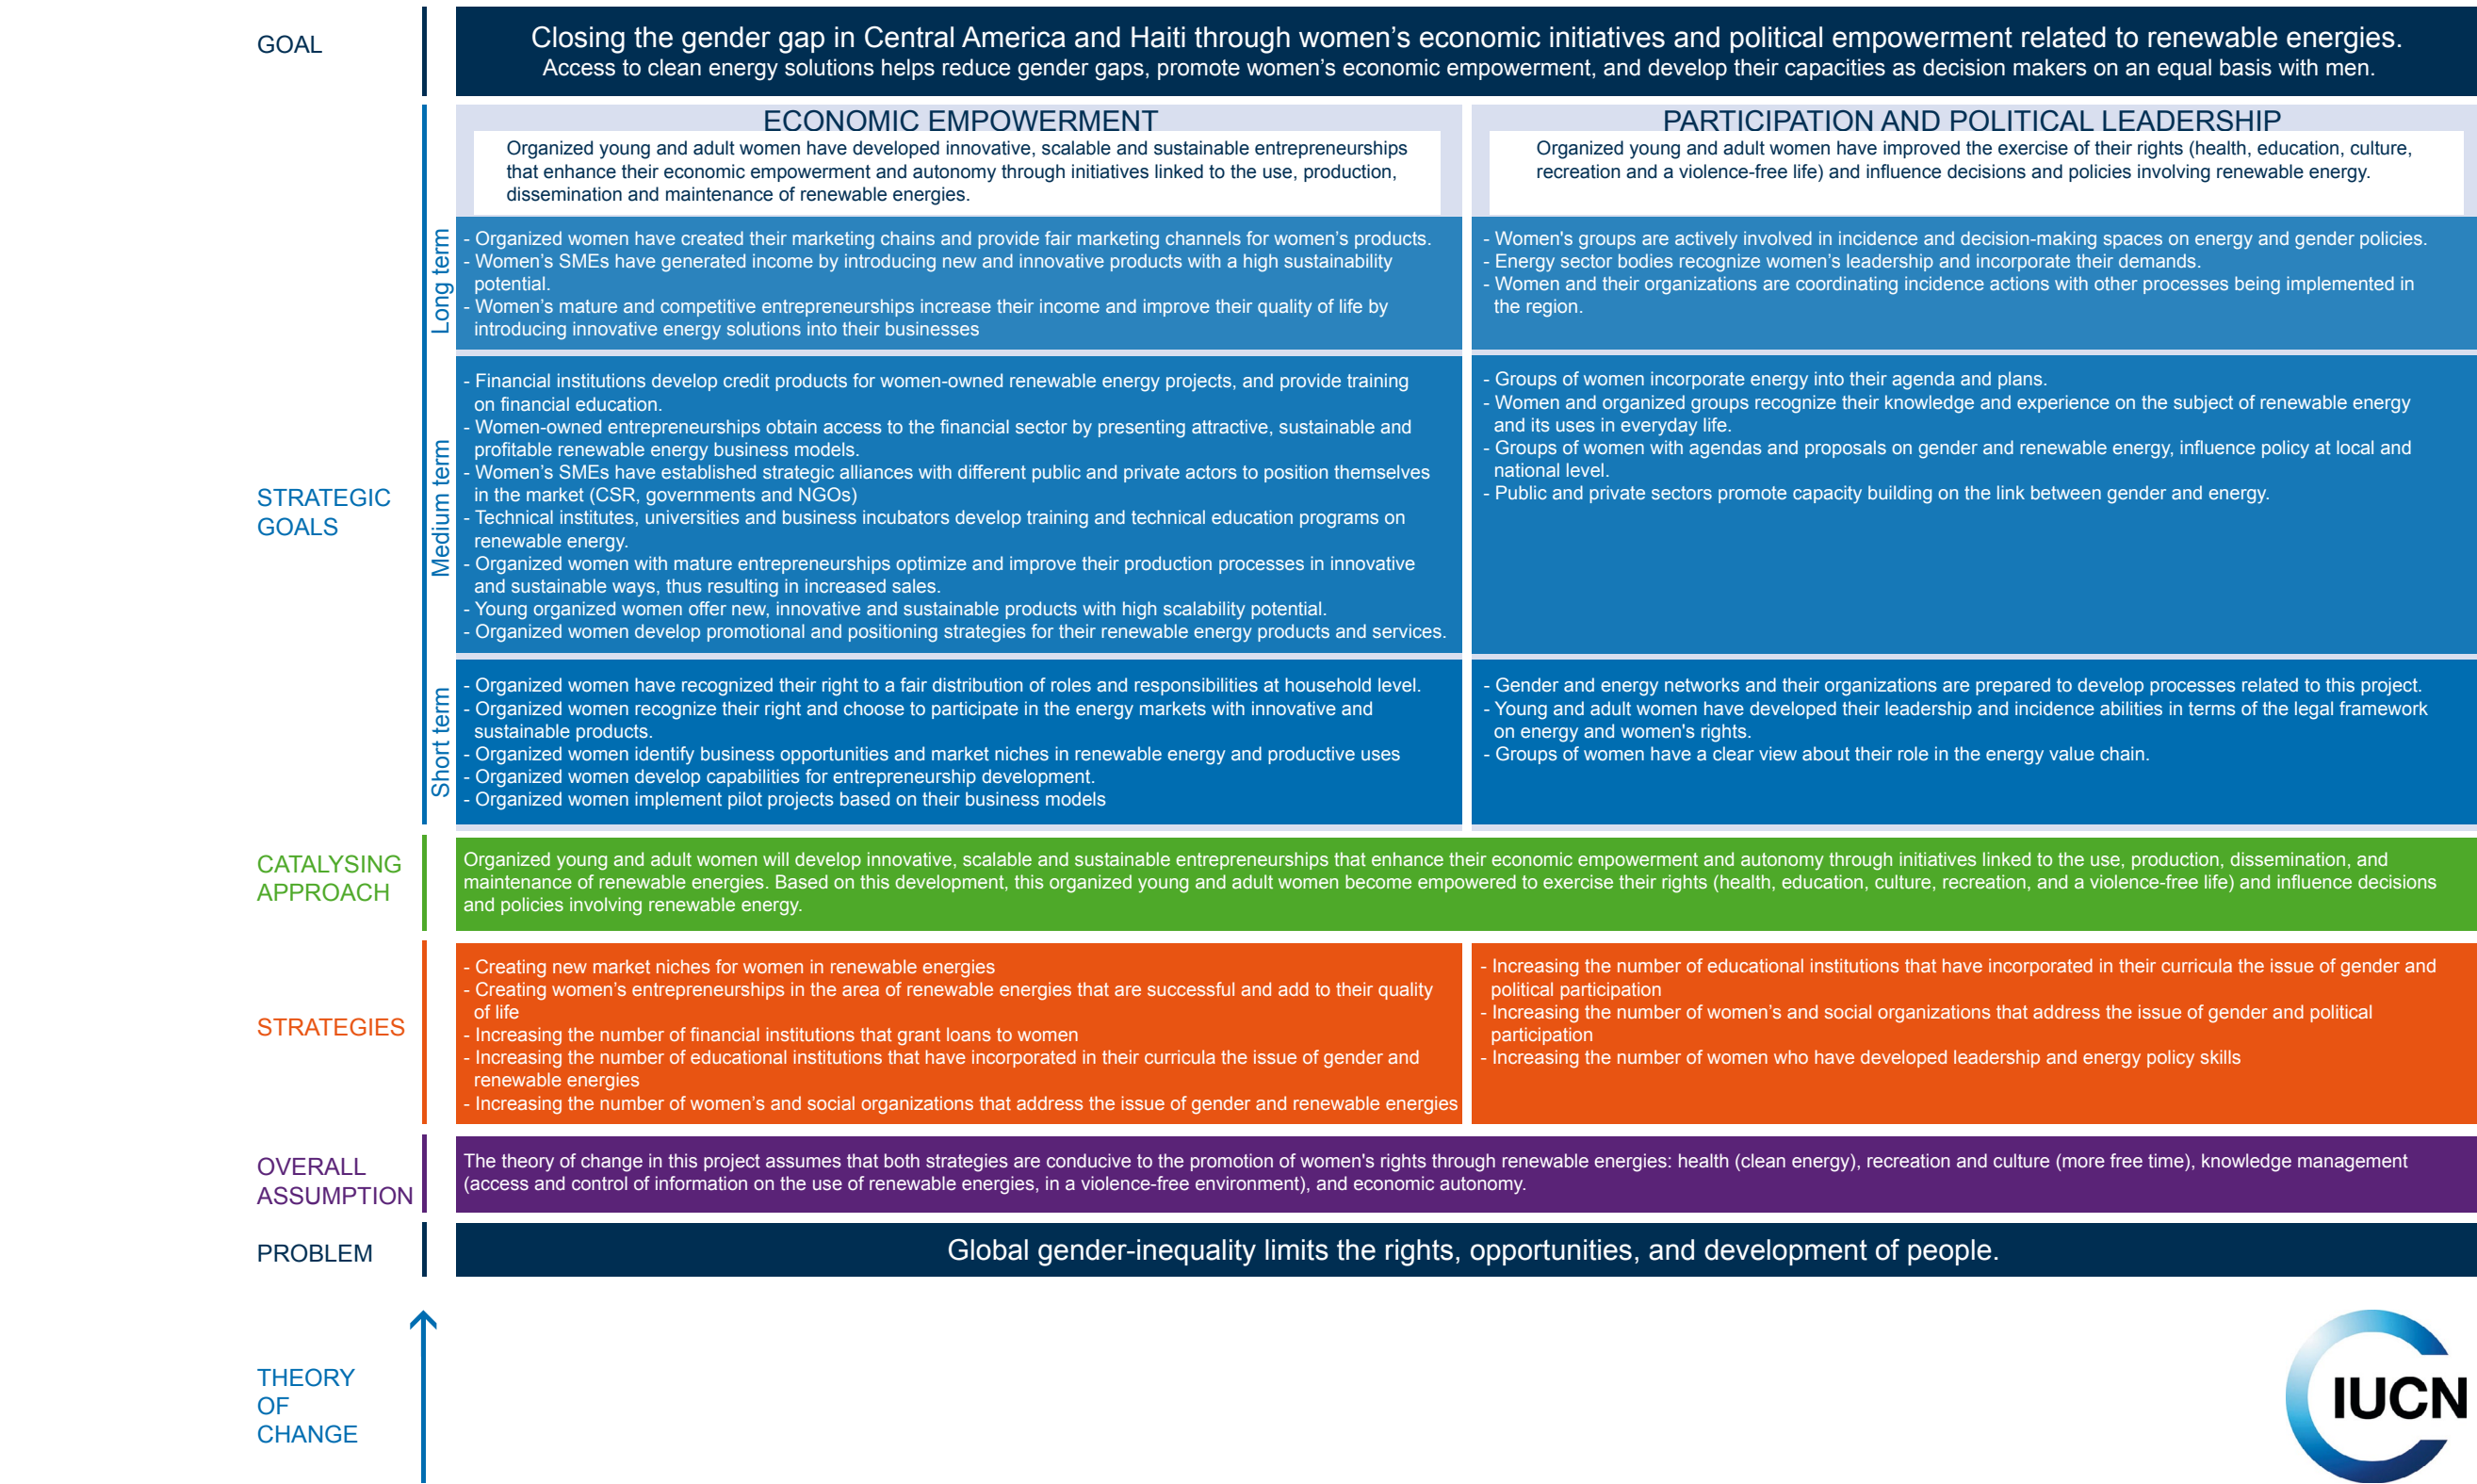 GOAL
Closing the gender gap in Central America and Haiti through women’s economic initiatives and political empowerment related to renewable energies.
Access to clean energy solutions helps reduce gender gaps, promote women’s economic empowerment, and develop their capacities as decision makers on an equal basis with men.
STRATEGIC
GOALS
ECONOMIC EMPOWERMENT
Organized young and adult women have developed innovative, scalable and sustainable entrepreneurships
that enhance their economic empowerment and autonomy through initiatives linked to the use, production,
dissemination and maintenance of renewable energies.
PARTICIPATION AND POLITICAL LEADERSHIP
Organized young and adult women have improved the exercise of their rights (health, education, culture,
recreation and a violence-free life) and influence decisions and policies involving renewable energy.
Long term
- Organized women have created their marketing chains and provide fair marketing channels for women’s products.
- Women’s SMEs have generated income by introducing new and innovative products with a high sustainability
potential.
- Women’s mature and competitive entrepreneurships increase their income and improve their quality of life by
introducing innovative energy solutions into their businesses
- Women's groups are actively involved in incidence and decision-making spaces on energy and gender policies.
- Energy sector bodies recognize women’s leadership and incorporate their demands.
- Women and their organizations are coordinating incidence actions with other processes being implemented in
the region.
Medium term
- Financial institutions develop credit products for women-owned renewable energy projects, and provide training
on financial education.
- Women-owned entrepreneurships obtain access to the financial sector by presenting attractive, sustainable and
profitable renewable energy business models.
- Women’s SMEs have established strategic alliances with different public and private actors to position themselves
in the market (CSR, governments and NGOs)
- Technical institutes, universities and business incubators develop training and technical education programs on
renewable energy.
- Organized women with mature entrepreneurships optimize and improve their production processes in innovative
and sustainable ways, thus resulting in increased sales.
- Young organized women offer new, innovative and sustainable products with high scalability potential.
- Organized women develop promotional and positioning strategies for their renewable energy products and services.
- Groups of women incorporate energy into their agenda and plans.
- Women and organized groups recognize their knowledge and experience on the subject of renewable energy
and its uses in everyday life.
- Groups of women with agendas and proposals on gender and renewable energy, influence policy at local and
national level.
- Public and private sectors promote capacity building on the link between gender and energy.
Short term
- Organized women have recognized their right to a fair distribution of roles and responsibilities at household level.
- Organized women recognize their right and choose to participate in the energy markets with innovative and
sustainable products.
- Organized women identify business opportunities and market niches in renewable energy and productive uses
- Organized women develop capabilities for entrepreneurship development.
- Organized women implement pilot projects based on their business models
- Gender and energy networks and their organizations are prepared to develop processes related to this project.
- Young and adult women have developed their leadership and incidence abilities in terms of the legal framework
on energy and women's rights.
- Groups of women have a clear view about their role in the energy value chain.
CATALYSING
APPROACH
Organized young and adult women will develop innovative, scalable and sustainable entrepreneurships that enhance their economic empowerment and autonomy through initiatives linked to the use, production, dissemination, and
maintenance of renewable energies. Based on this development, this organized young and adult women become empowered to exercise their rights (health, education, culture, recreation, and a violence-free life) and influence decisions
and policies involving renewable energy.
STRATEGIES
- Creating new market niches for women in renewable energies
- Creating women’s entrepreneurships in the area of renewable energies that are successful and add to their quality
of life
- Increasing the number of financial institutions that grant loans to women
- Increasing the number of educational institutions that have incorporated in their curricula the issue of gender and
renewable energies
- Increasing the number of women’s and social organizations that address the issue of gender and renewable energies
- Increasing the number of educational institutions that have incorporated in their curricula the issue of gender and
political participation
- Increasing the number of women’s and social organizations that address the issue of gender and political
participation
- Increasing the number of women who have developed leadership and energy policy skills
OVERALL
ASSUMPTION
The theory of change in this project assumes that both strategies are conducive to the promotion of women's rights through renewable energies: health (clean energy), recreation and culture (more free time), knowledge management
(access and control of information on the use of renewable energies, in a violence-free environment), and economic autonomy.
PROBLEM
Global gender-inequality limits the rights, opportunities, and development of people.
THEORY
OF
CHANGE
IUCN